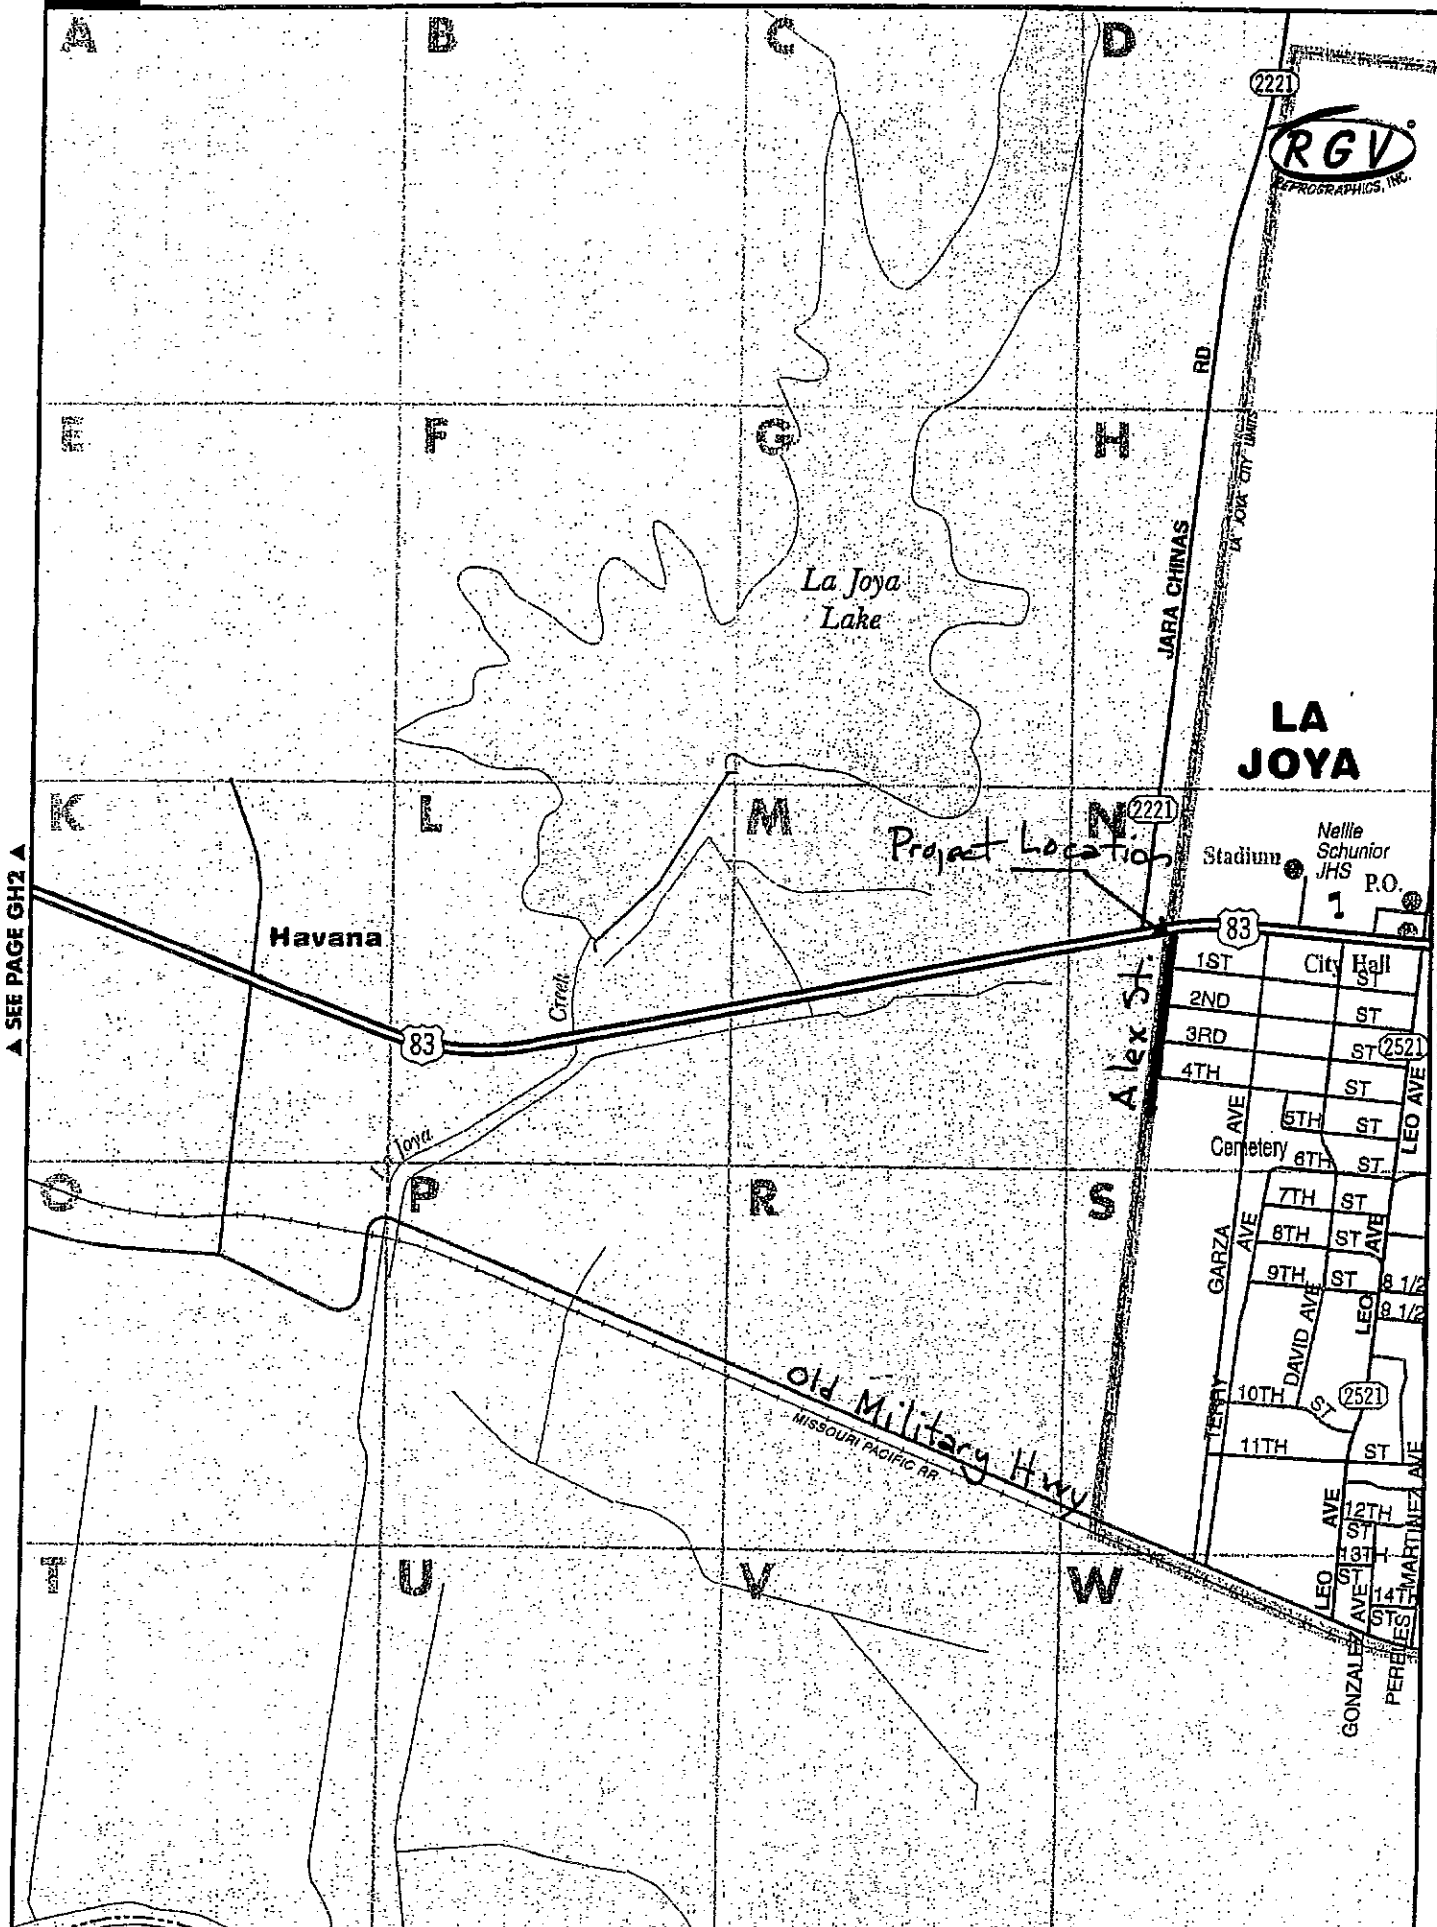 A
B
C
D
2221
RGV
REPROGRAPHICS, INC.
RD
E
F
G
H
LA JOYA CITY LIMITS
JARA CHINAS
La Joya
Lake
LA
JOYA
K
L
M
N
2221
Project Location
Stadium
Nellie
Schunior
JHS
P.O.
▲ SEE PAGE GH2 ▲
Havana
83
83
Creek
La Joya
Alex St.
1ST
ST
City Hall
2ND
ST
3RD
ST
2521
4TH
ST
LEO AVE
AVE
5TH
ST
Cemetery
6TH
ST
O
P
R
S
7TH
ST
GARZA
AVE
8TH
ST
AVE
9TH
ST
8 1/2
9 1/2
LEO
DAVID AVE
2521
TERRY
10TH
ST
11TH
ST
Old Military Hwy
MISSOURI PACIFIC RR
MARTINEZ AVE
LEO
AVE
12TH
ST
13TH
ST
14TH
ST
T
U
V
W
GONZALEZ
AVE
PERELES